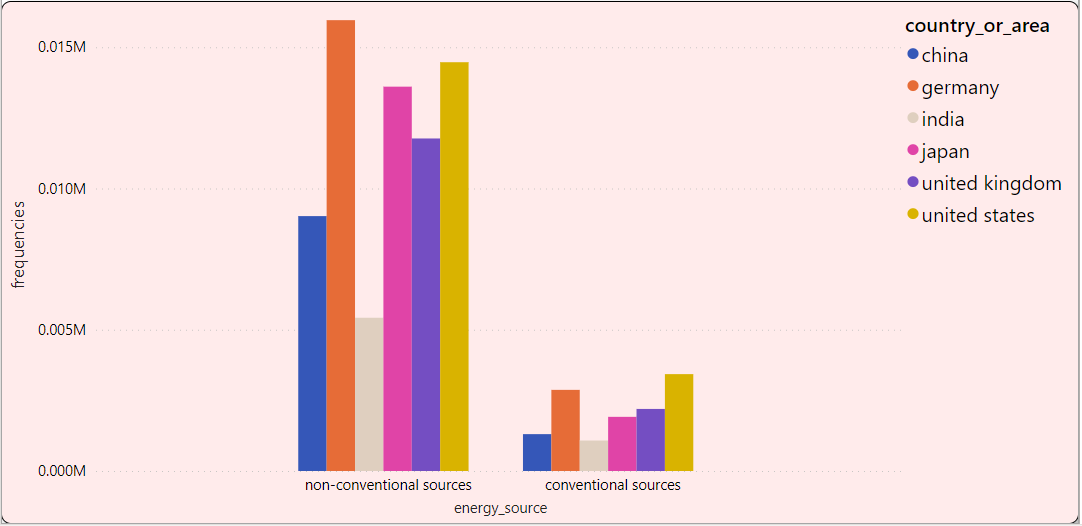 country_or_area
china
germany
india
japan
united kingdom
united states
frequencies
0.015M
0.010M
0.005M
0.000M
non-conventional sources
conventional sources
energy_source